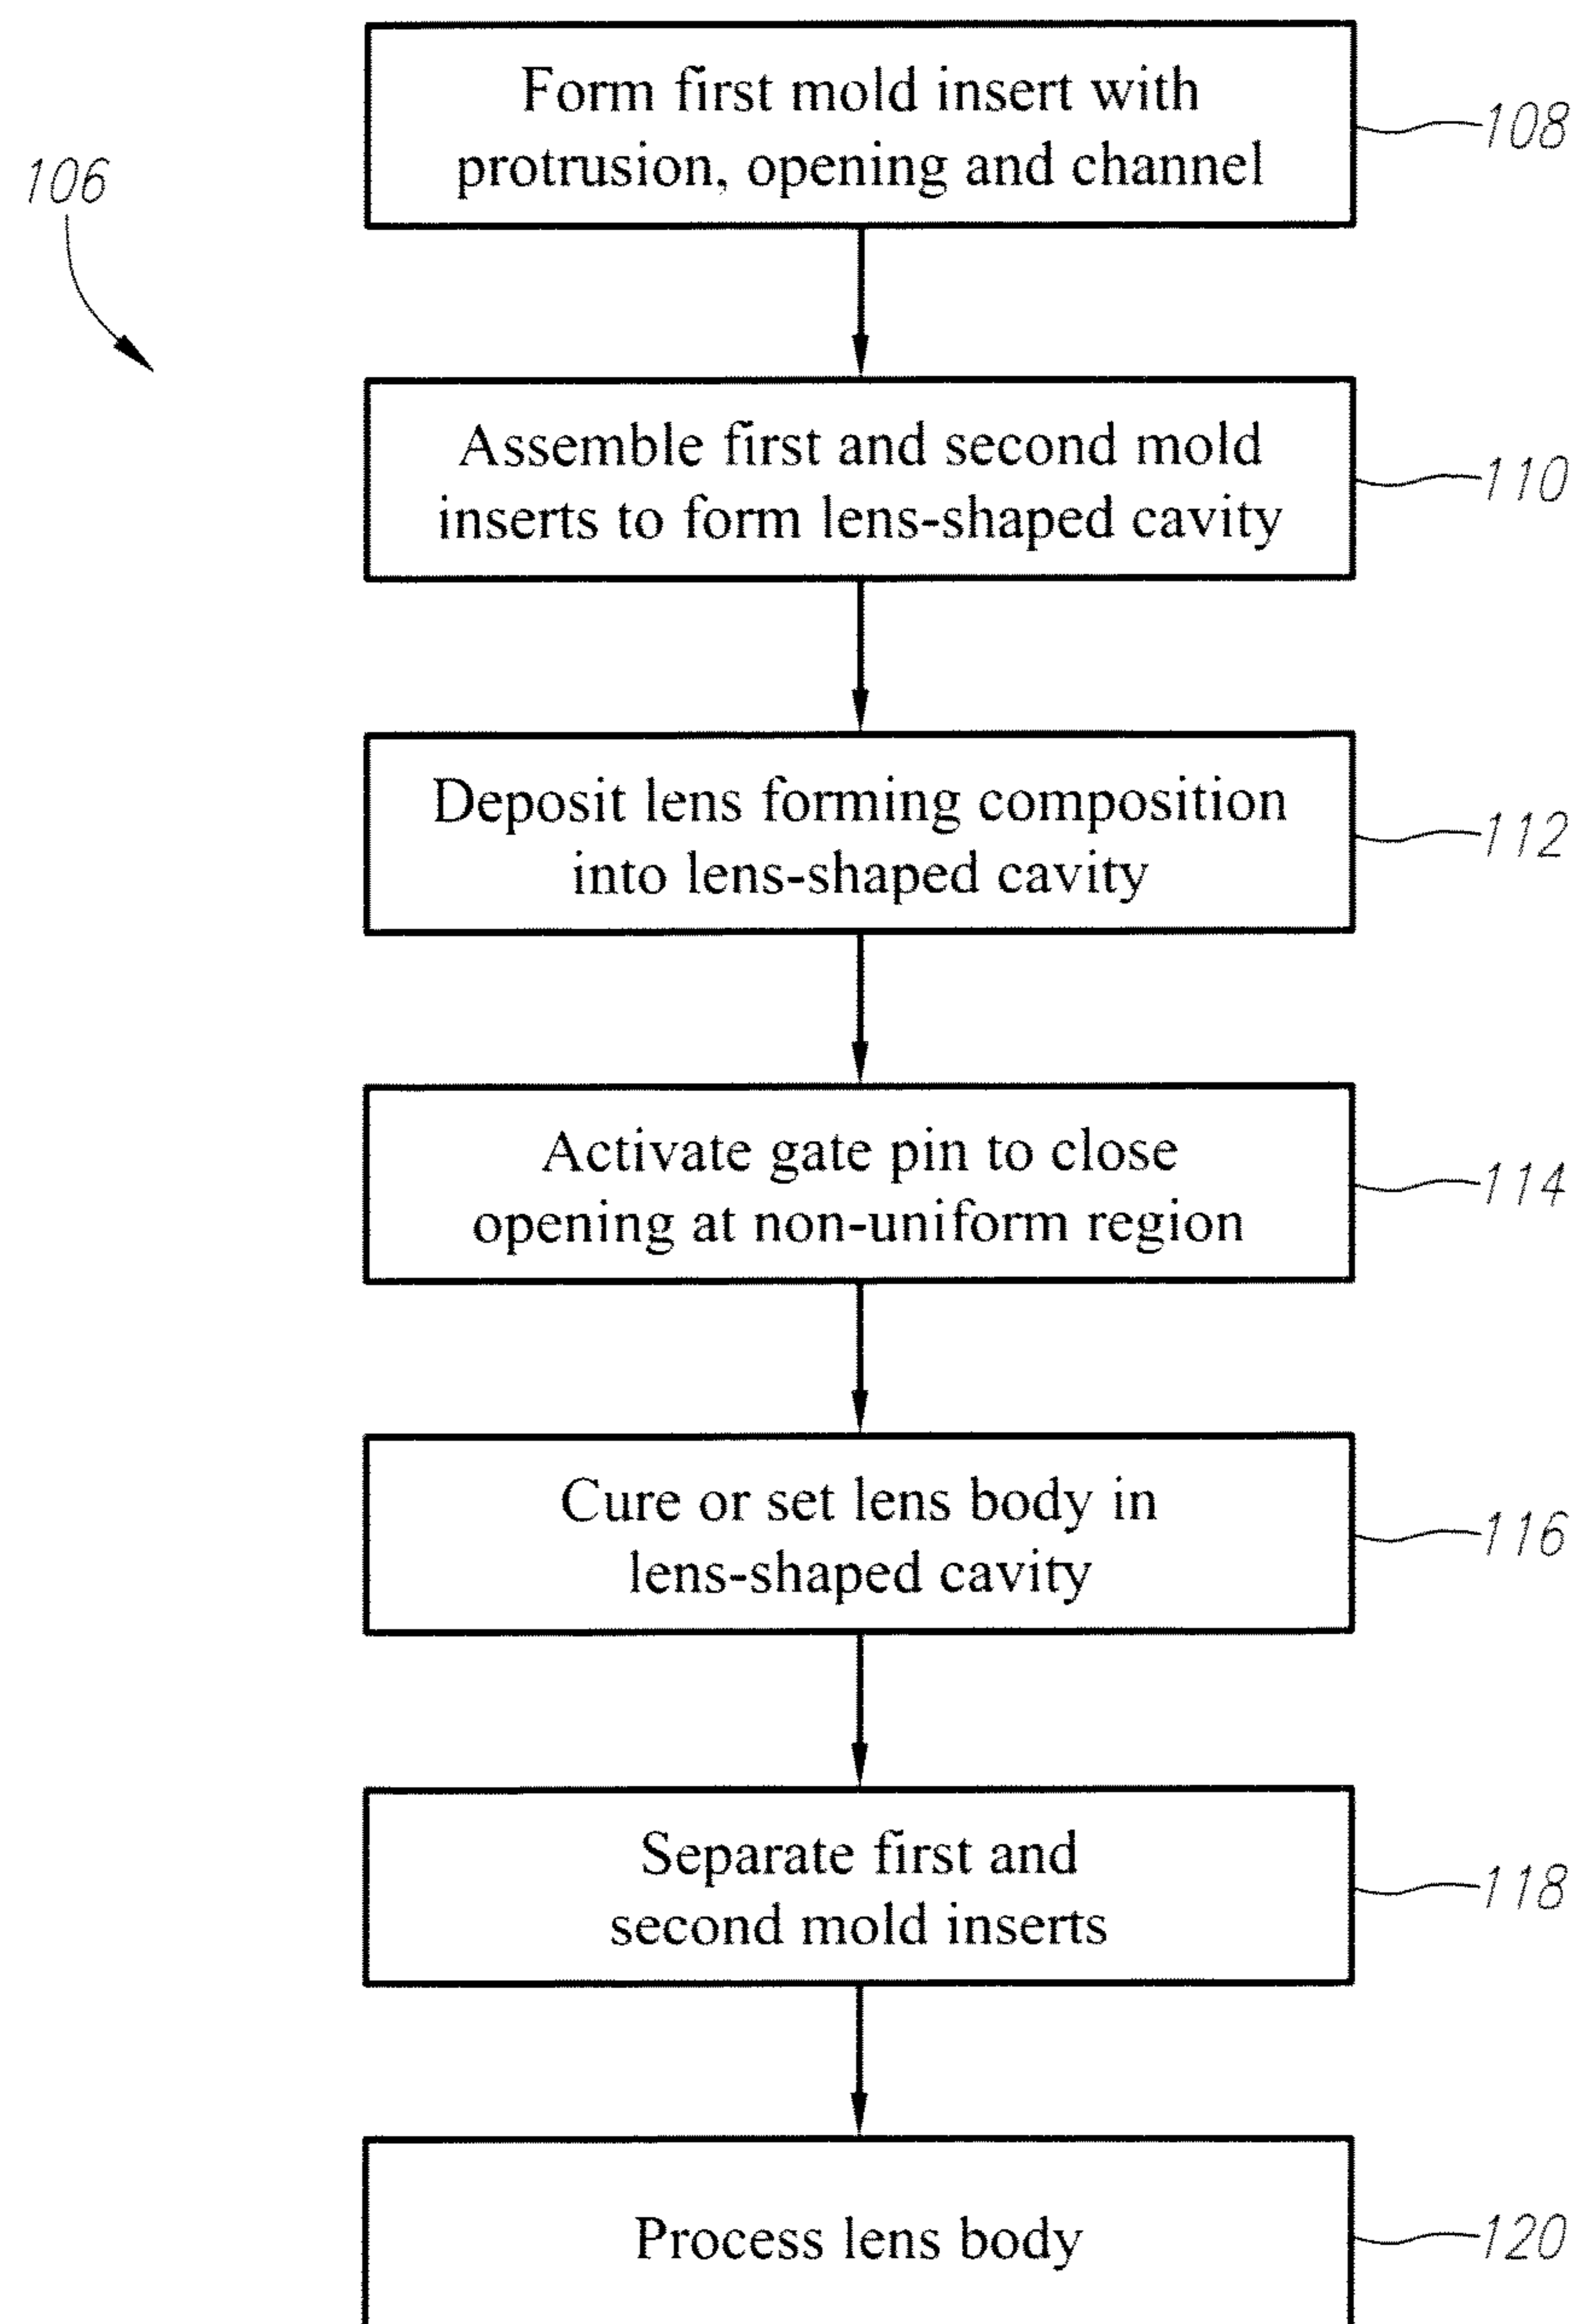 Form first mold insert with
protrusion, opening and channel
108
106
Assemble first and second mold
inserts to form lens-shaped cavity
110
Deposit lens forming composition
into lens-shaped cavity
112
Activate gate pin to close
opening at non-uniform region
114
Cure or set lens body in
lens-shaped cavity
116
Separate first and
second mold inserts
118
Process lens body
120